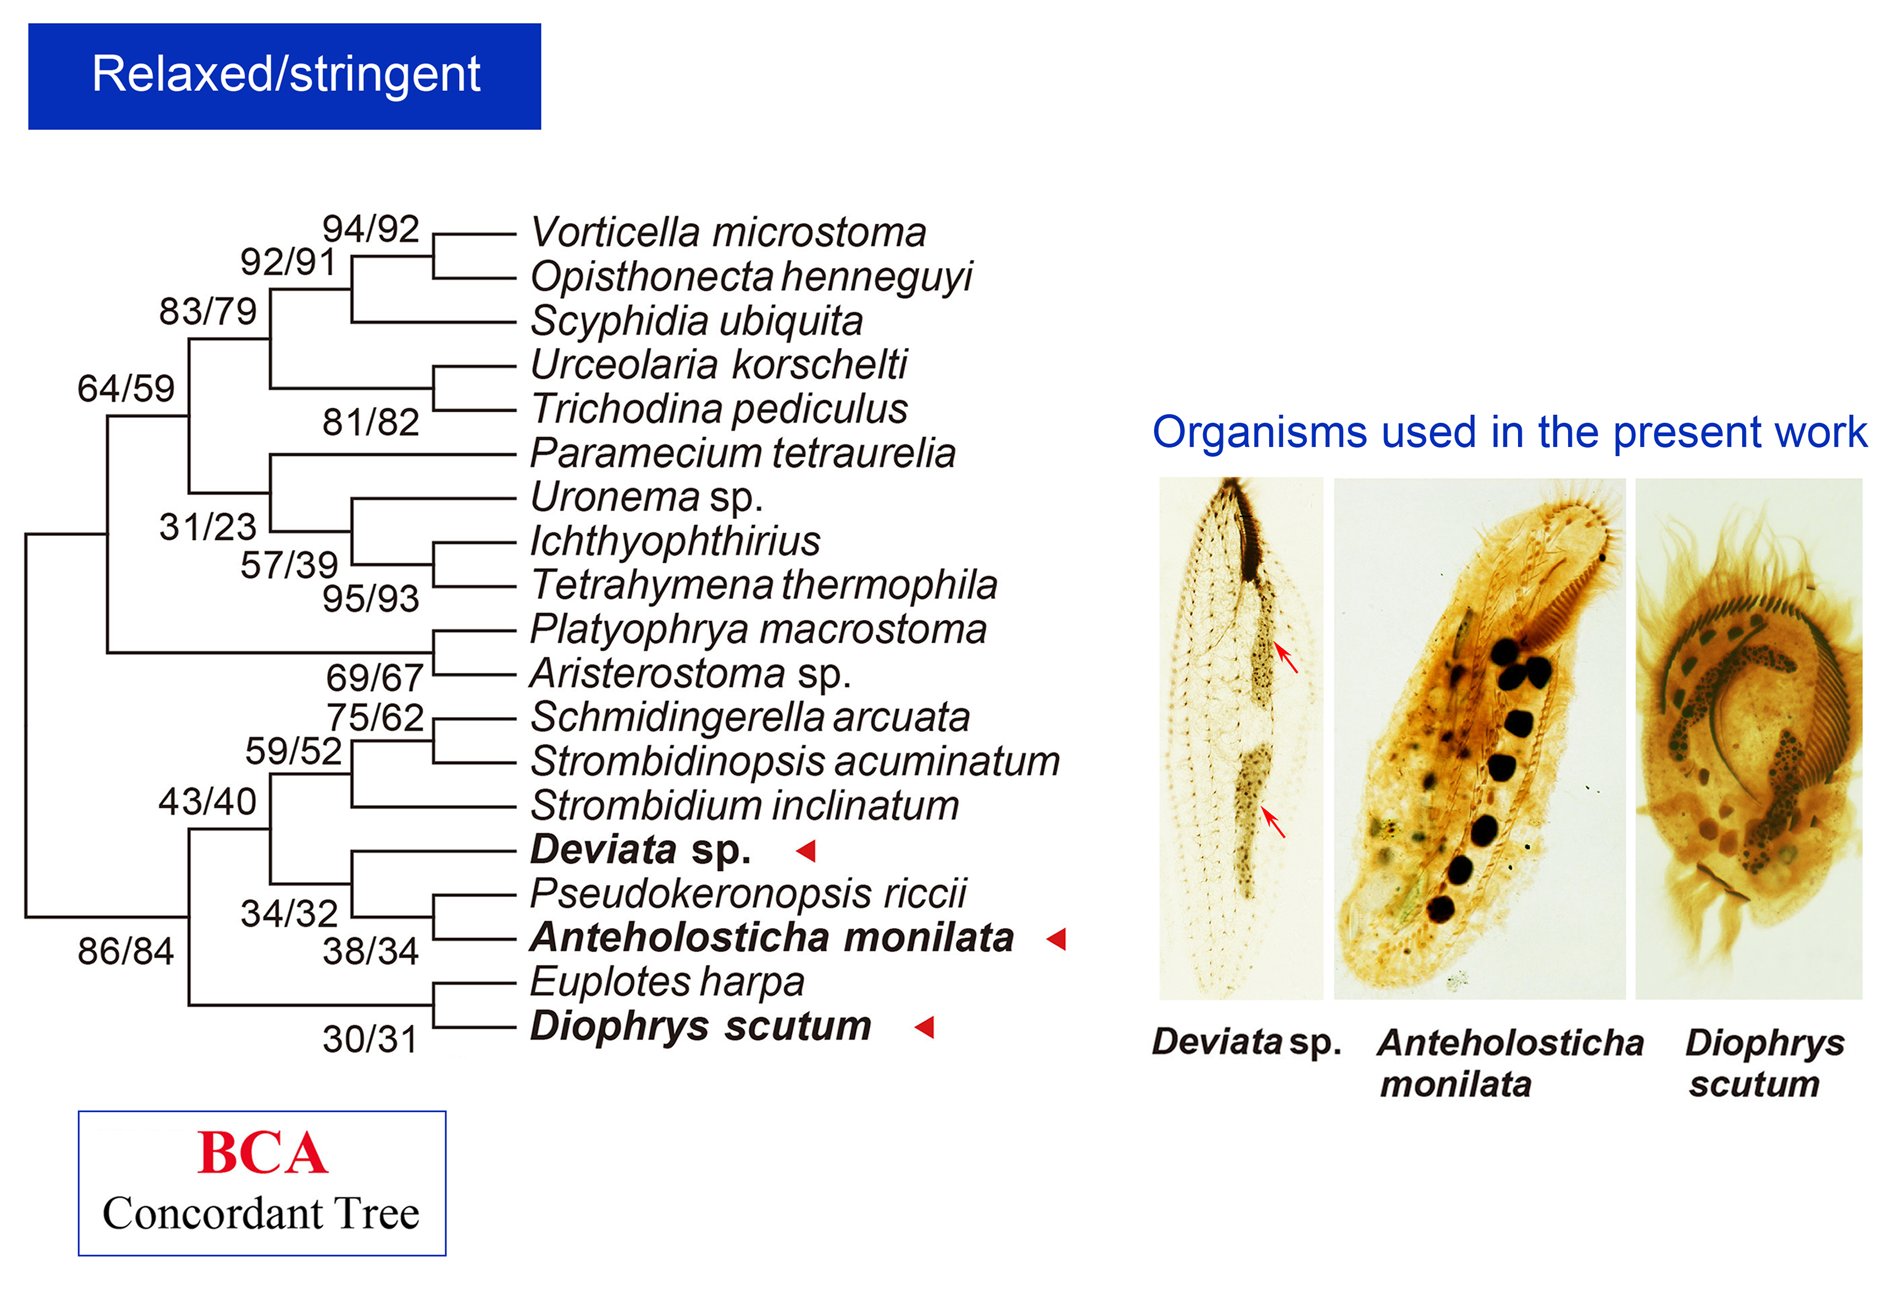 Relaxed/stringent
94/92
Vorticella microstoma
92/91
Opisthonecta henneguyi
83/79
Scyphidia ubiquita
Urceolaria korschelti
64/59
81/82
Trichodina pediculus
Paramecium tetraurelia
Uronema sp.
31/23
Ichthyophthirius
57/39
Tetrahymena thermophila
95/93
Platyophrya macrostoma
69/67
Aristerostoma sp.
75/62
Schmidingerella arcuata
59/52
Strombidinopsis acuminatum
43/40
Strombidium inclinatum
Deviata sp.
Pseudokeronopsis riccii
34/32
Anteholosticha monilata
38/34
86/84
Euplotes harpa
Diophrys scutum
30/31
BCA
Concordant Tree
Organisms used in the present work
Deviata sp.
Anteholosticha
monilata
Diophrys
scutum